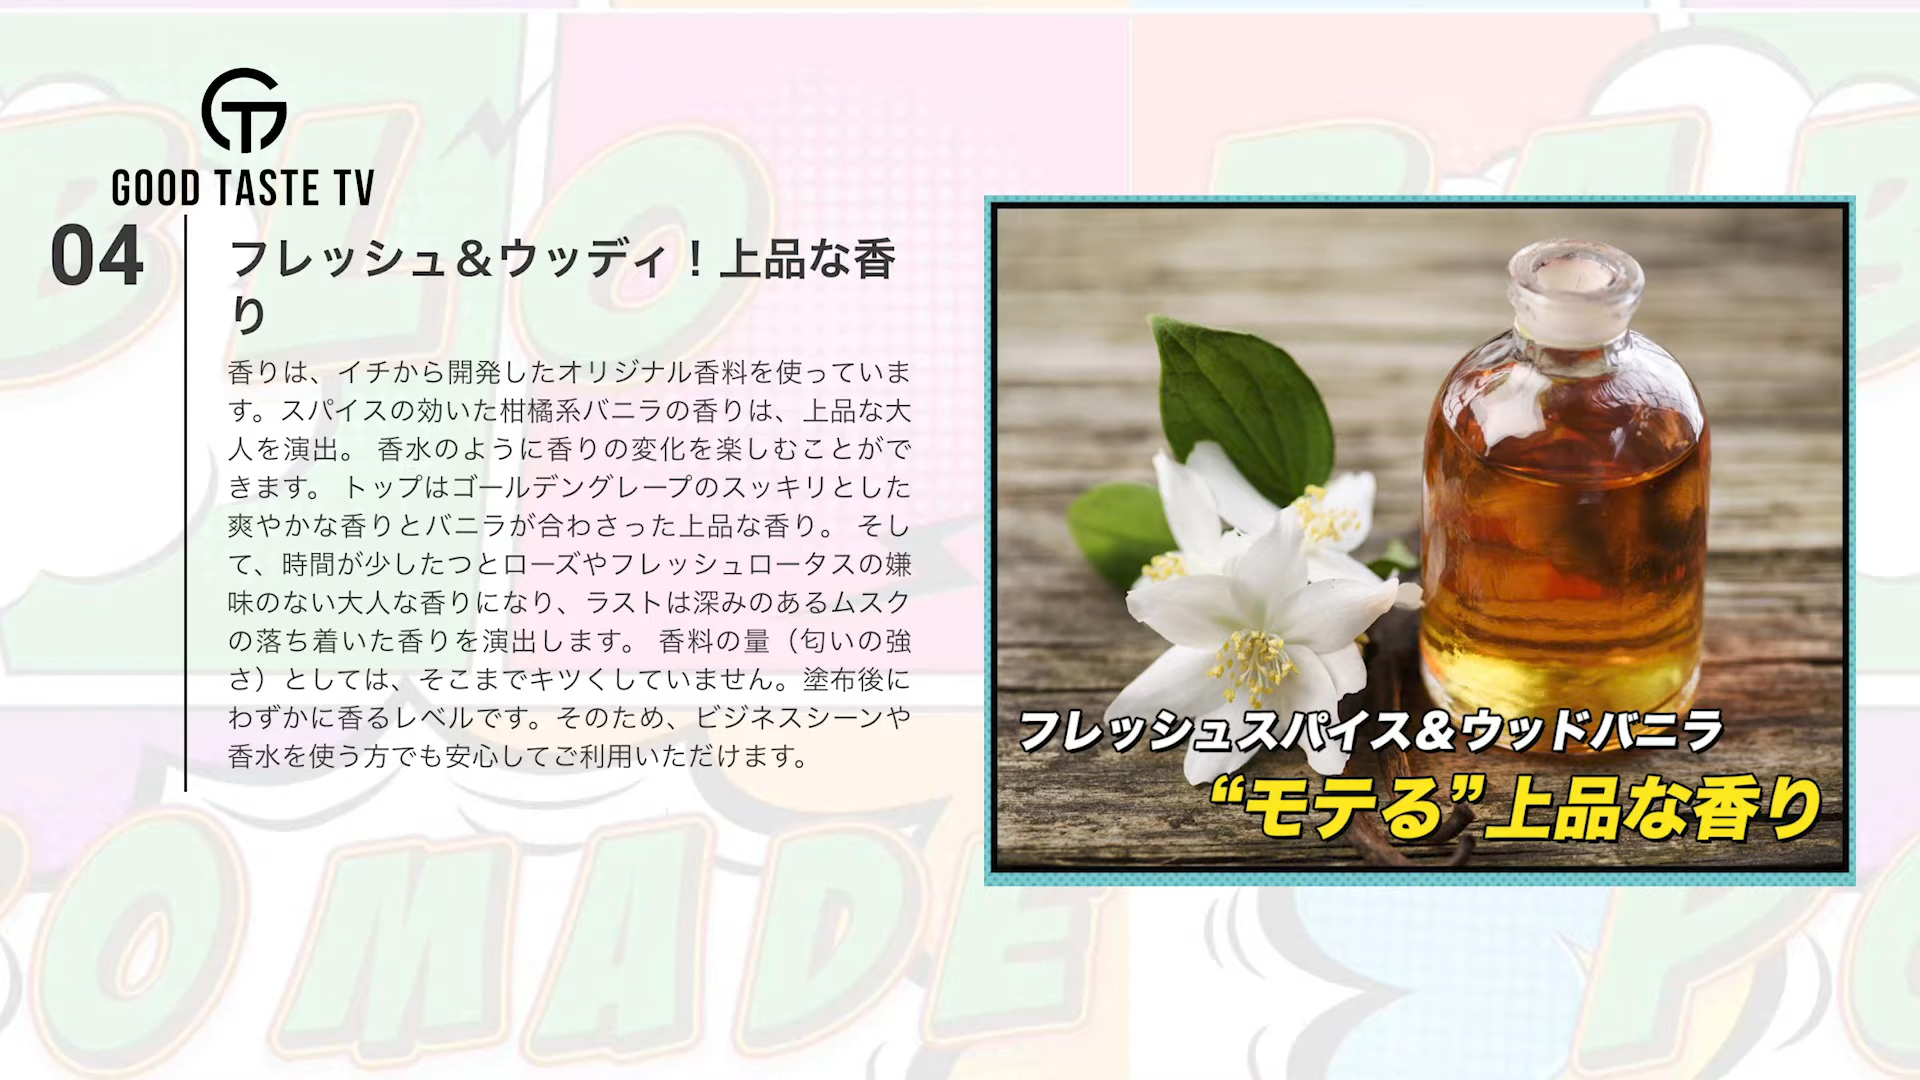 GOOD TASTE TV
04
フレッシュ＆ウッディ！上品な香
り
香りは、イチから開発したオリジナル香料を使っていま
す。スパイスの効いた柑橘系バニラの香りは、上品な大
人を演出。 香水のように香りの変化を楽しむことがで
きます。 トップはゴールデングレープのスッキリとした
爽やかな香りとバニラが合わさった上品な香り。 そし
て、時間が少したつとローズやフレッシュロータスの嫌
味のない大人な香りになり、ラストは深みのあるムスク
の落ち着いた香りを演出します。 香料の量（匂いの強
さ）としては、そこまでキツくしていません。塗布後に
わずかに香るレベルです。そのため、ビジネスシーンや
香水を使う方でも安心してご利用いただけます。
フレッシュスパイス＆ウッドバニラ
“モテる”上品な香り
BLO
POMADE